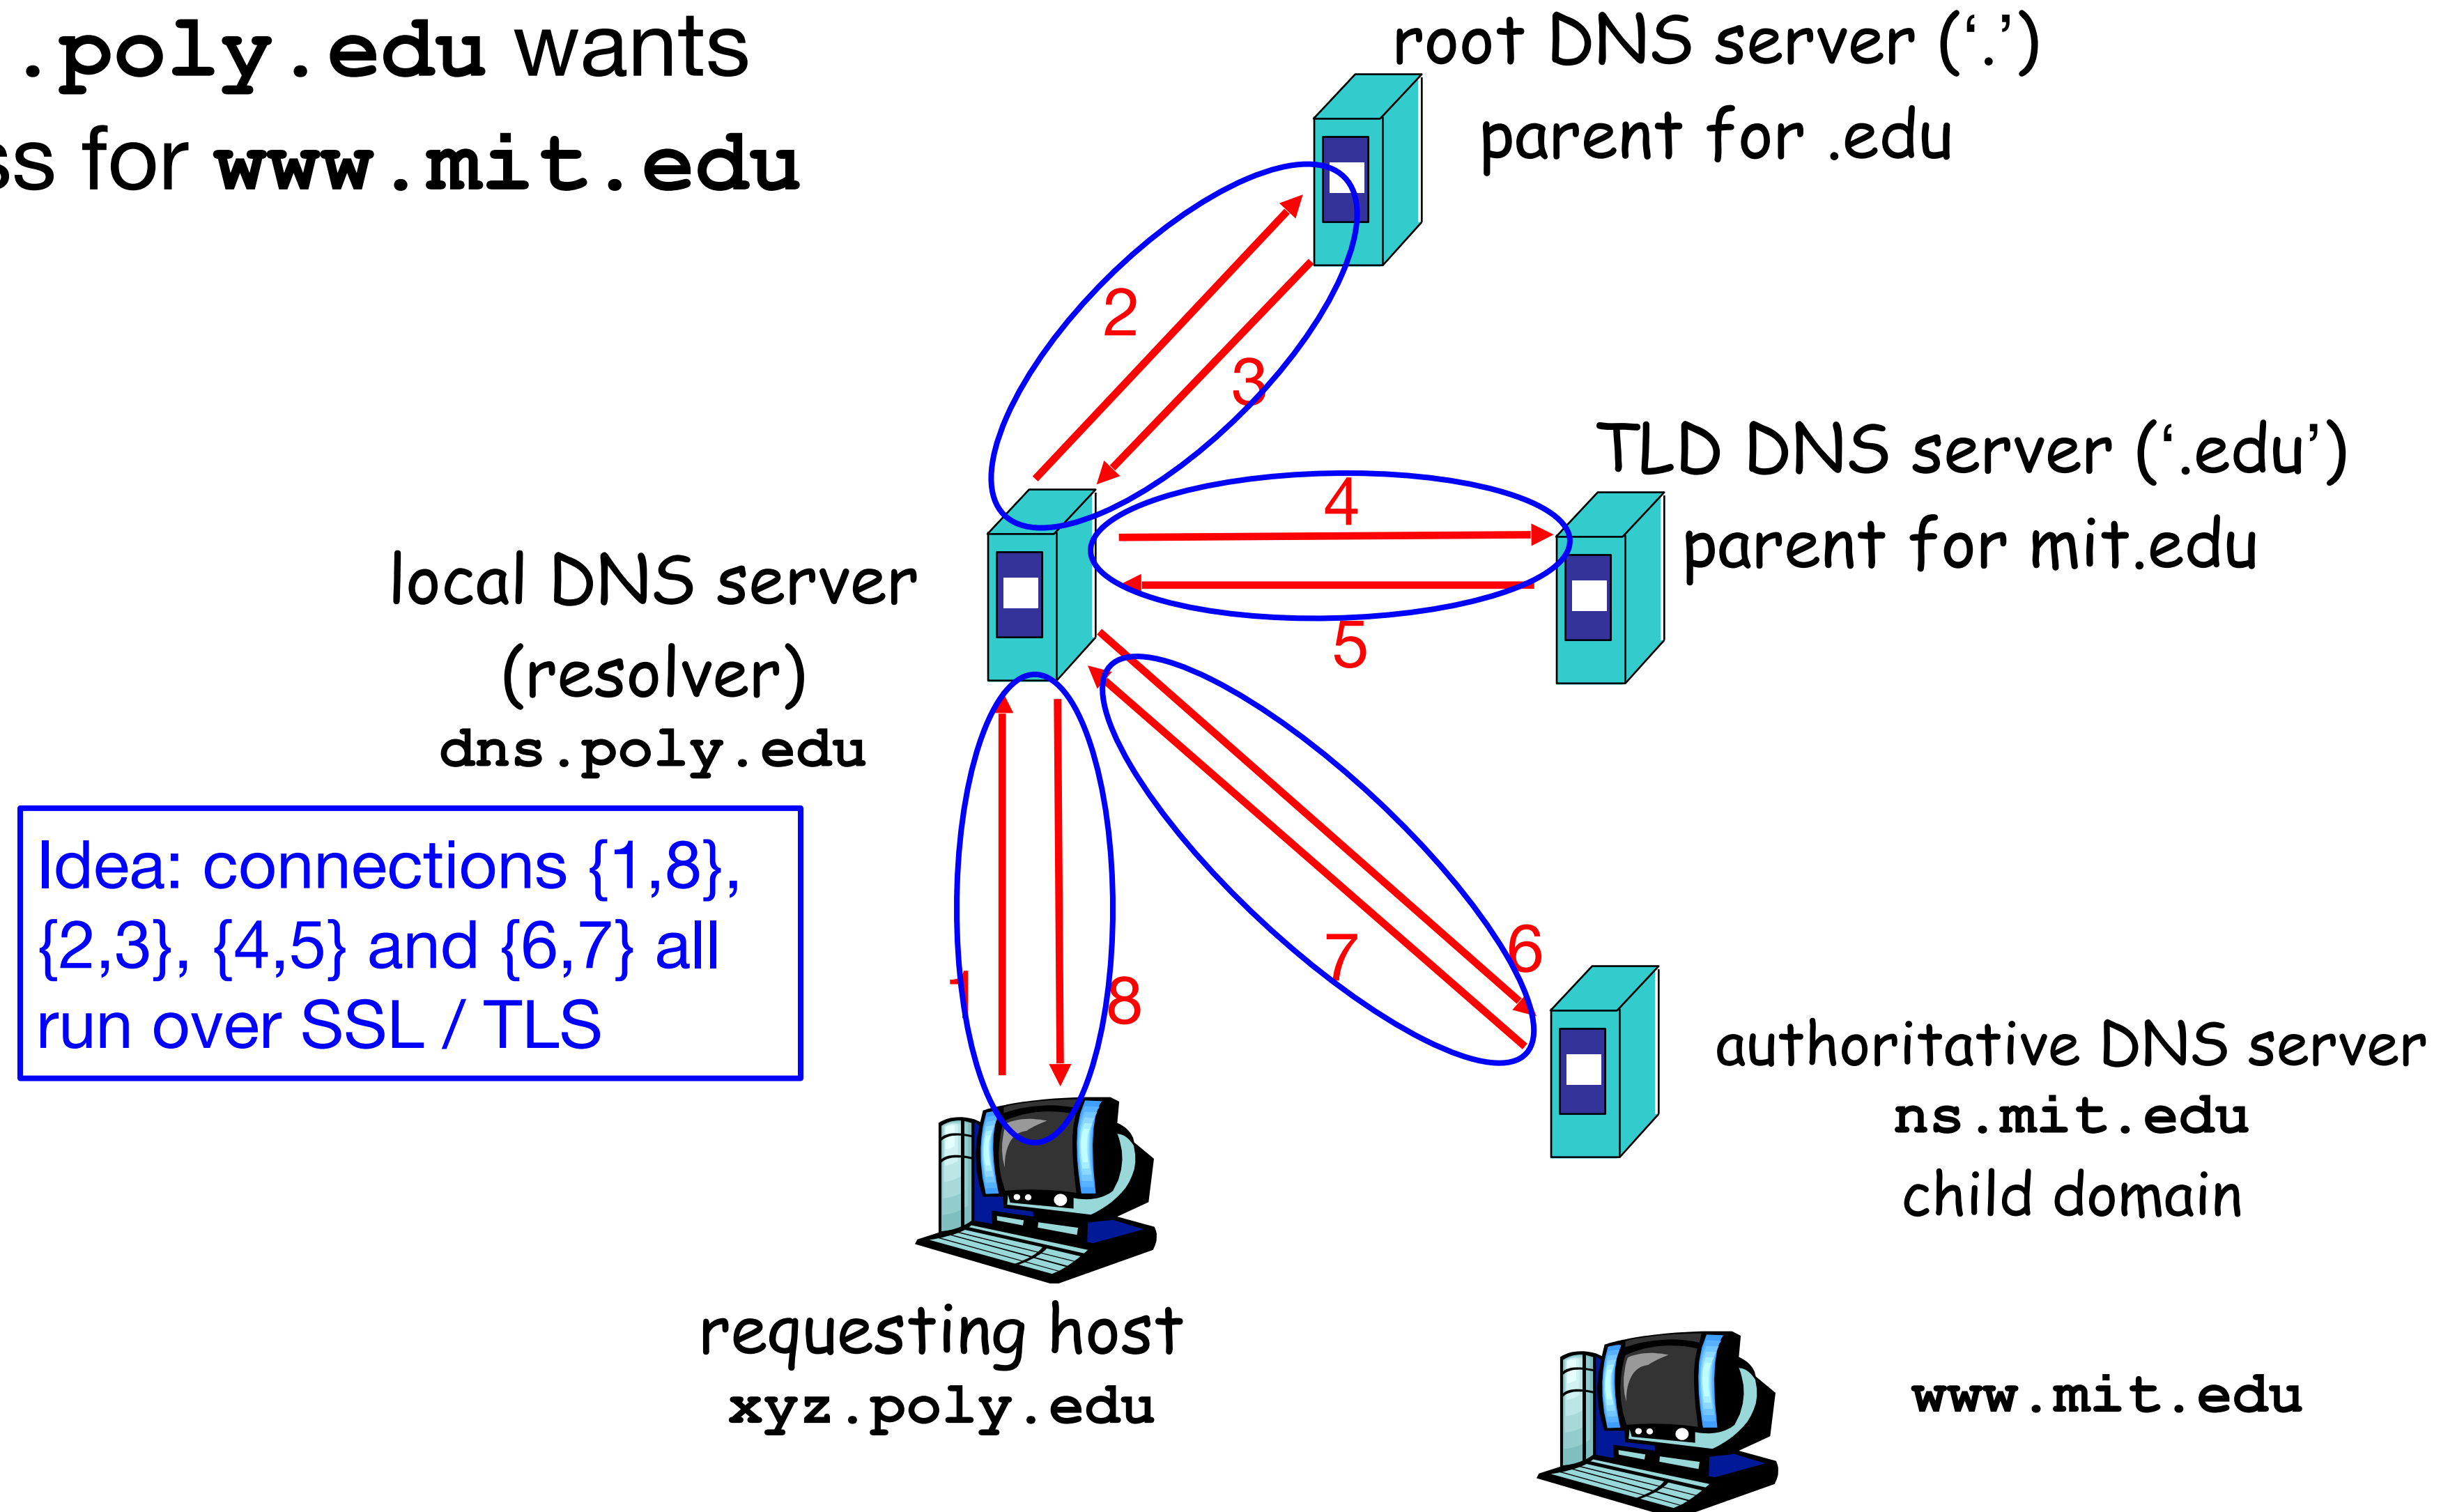 .poly.edu wants
ss for www.mit.edu
root DNS server (‘.’)
parent for .edu
2
3
TLD DNS server (‘.edu’)
parent for mit.edu
4
5
local DNS server
(resolver)
dns.poly.edu
Idea: connections {1,8},
{2,3}, {4,5} and {6,7} all
run over SSL / TLS
1
8
7
6
authoritative DNS server
ns.mit.edu
child domain
requesting host
xyz.poly.edu
www.mit.edu